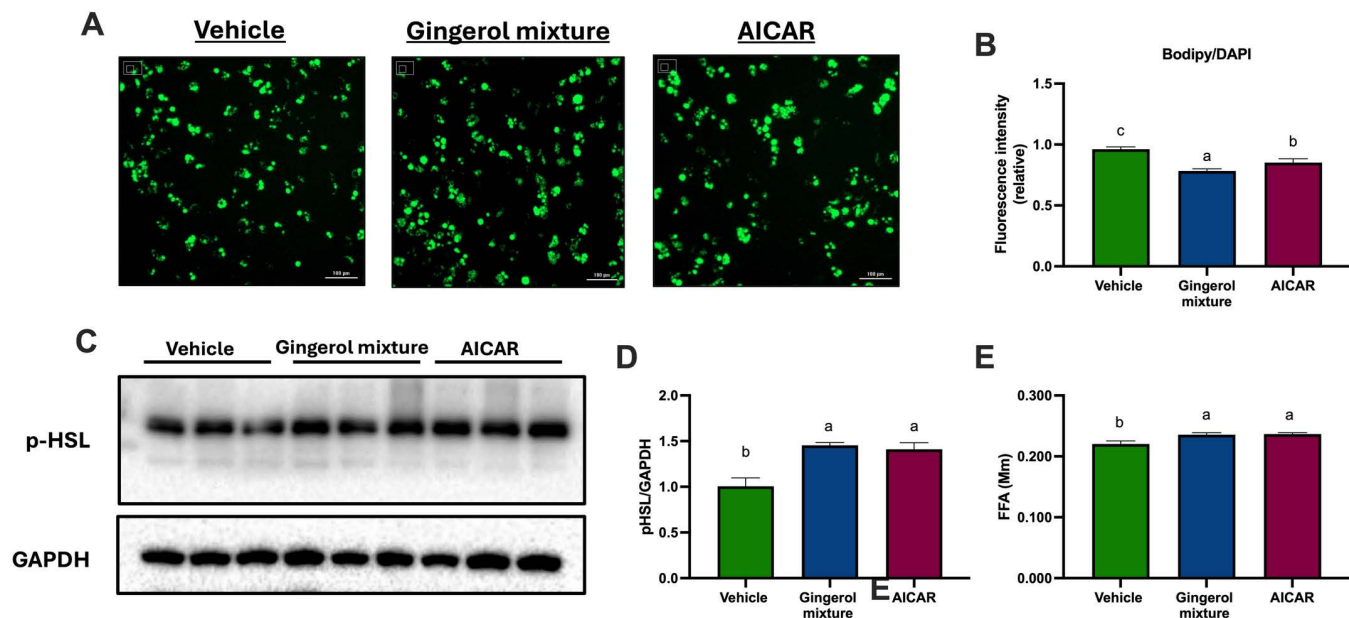 A
Vehicle
Gingerol mixture
AICAR
100 µm
100 µm
100 µm
B
Bodipy/DAPI
Fluorescence intensity
(relative)
1.5
1.0
0.5
0.0
c
a
b
Vehicle
Gingerol
mixture
AICAR
C
Vehicle
Gingerol mixture
AICAR
p-HSL
GAPDH
D
pHSL/GAPDH
2.0
1.5
1.0
0.5
0.0
b
a
a
Vehicle
Gingerol
mixture
E
AICAR
E
FFA (Mm)
0.300
0.200
0.100
0.000
b
a
a
Vehicle
Gingerol
mixture
AICAR